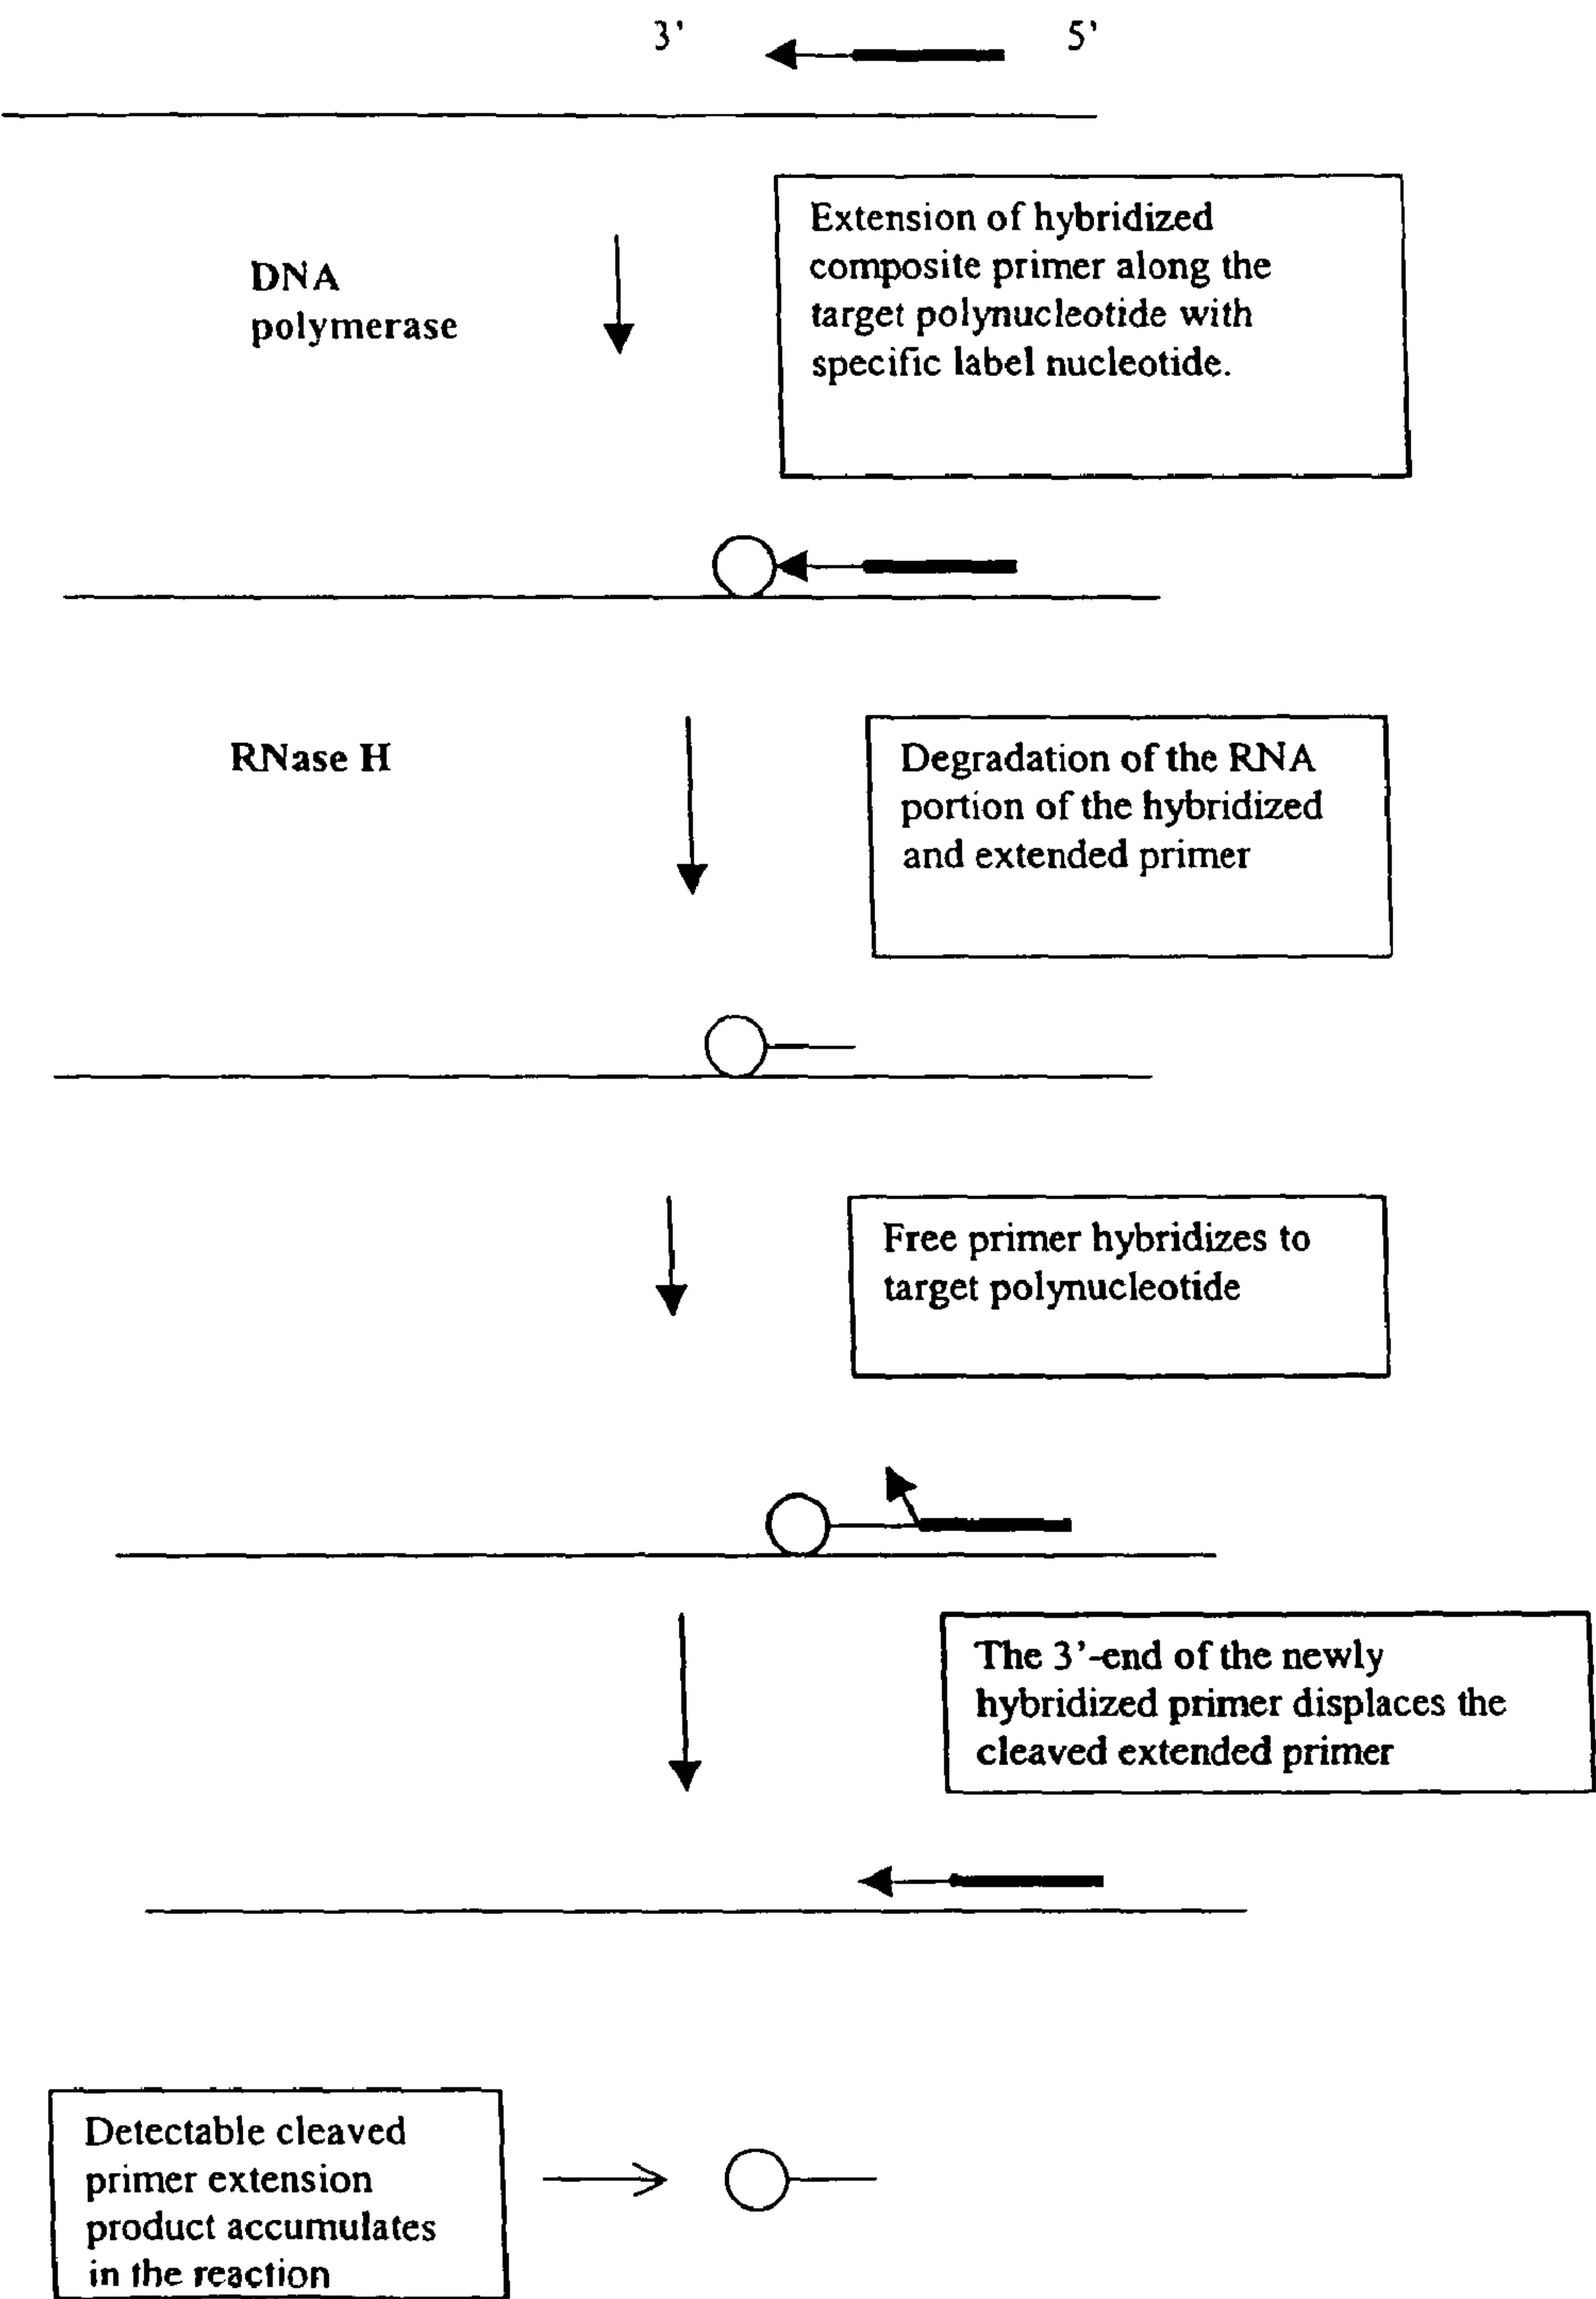 3' 5'
DNA
polymerase
Extension of hybridized
composite primer along the
target polynucleotide with
specific label nucleotide.
RNase H
Degradation of the RNA
portion of the hybridized
and extended primer
Free primer hybridizes to
target polynucleotide
The 3'-end of the newly
hybridized primer displaces the
cleaved extended primer
Detectable cleaved
primer extension
product accumulates
in the reaction